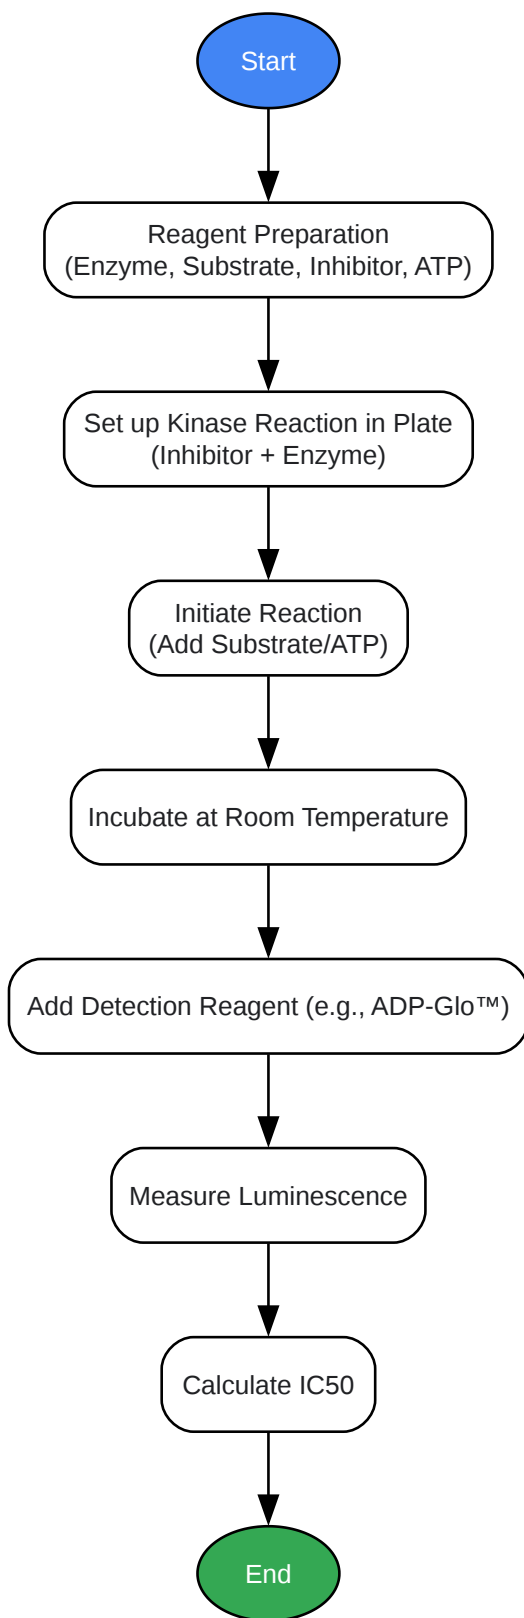 Start
Reagent Preparation
(Enzyme, Substrate, Inhibitor, ATP)
Set up Kinase Reaction in Plate
(Inhibitor + Enzyme)
Initiate Reaction
(Add Substrate/ATP)
Incubate at Room Temperature
Add Detection Reagent (e.g., ADP-Glo™)
Measure Luminescence
Calculate IC50
End